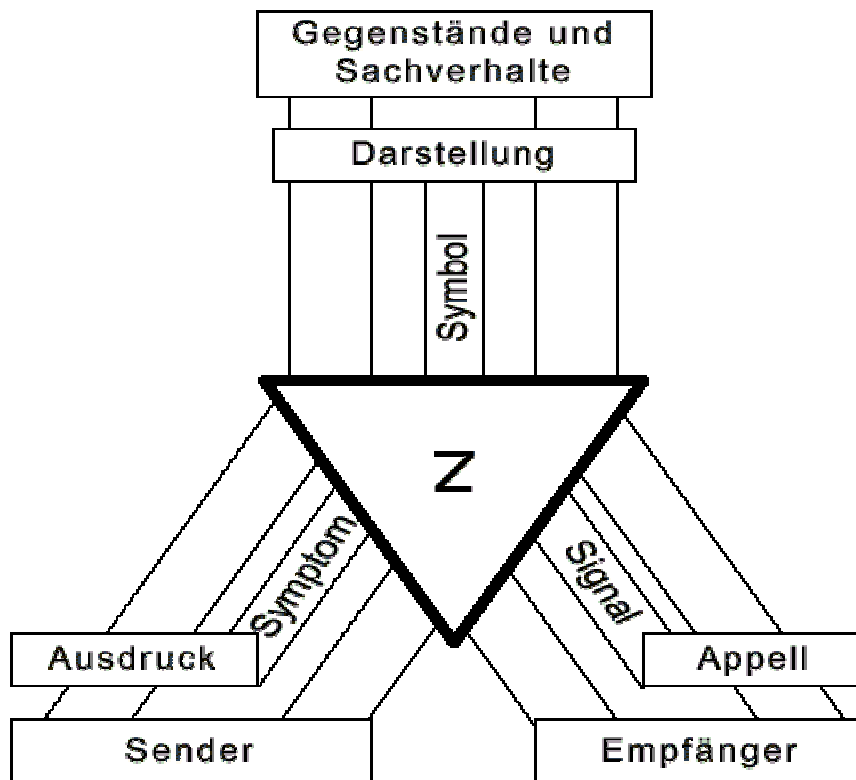 Gegenstände und
Sachverhalte
Darstellung
Symbol
Z
Symptom
Signal
Ausdruck
Appell
Sender
Empfänger